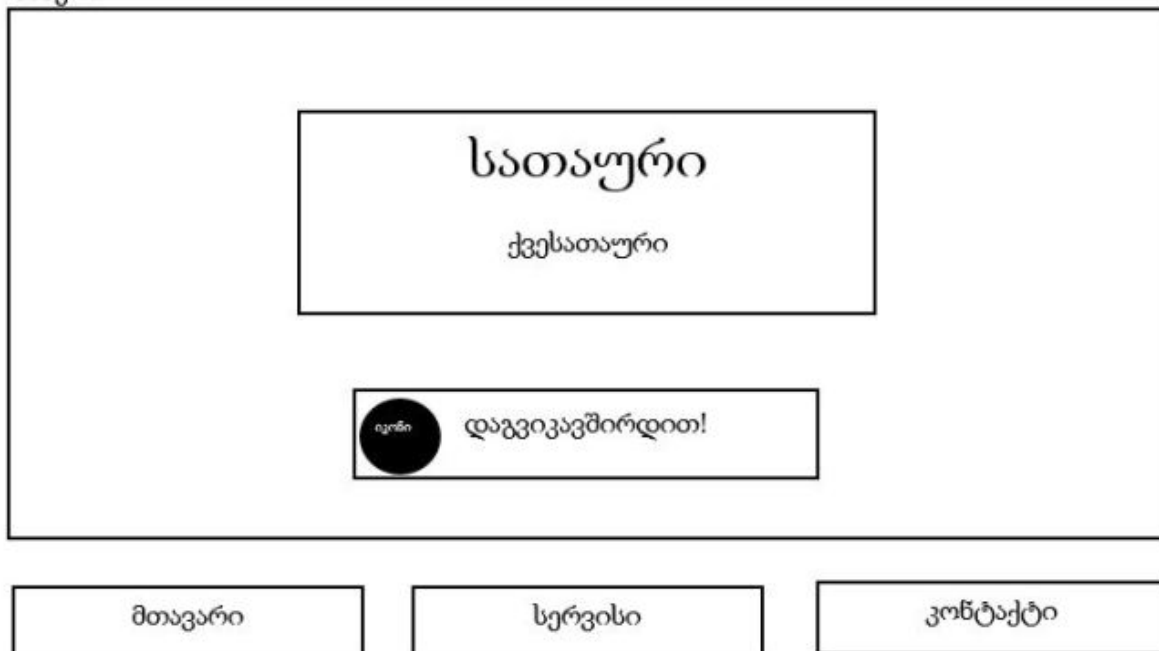 სათაური
ქვესათაური
იკონი
დაგვიკავშირდით!
მთავარი
სერვისი
კონტაქტი